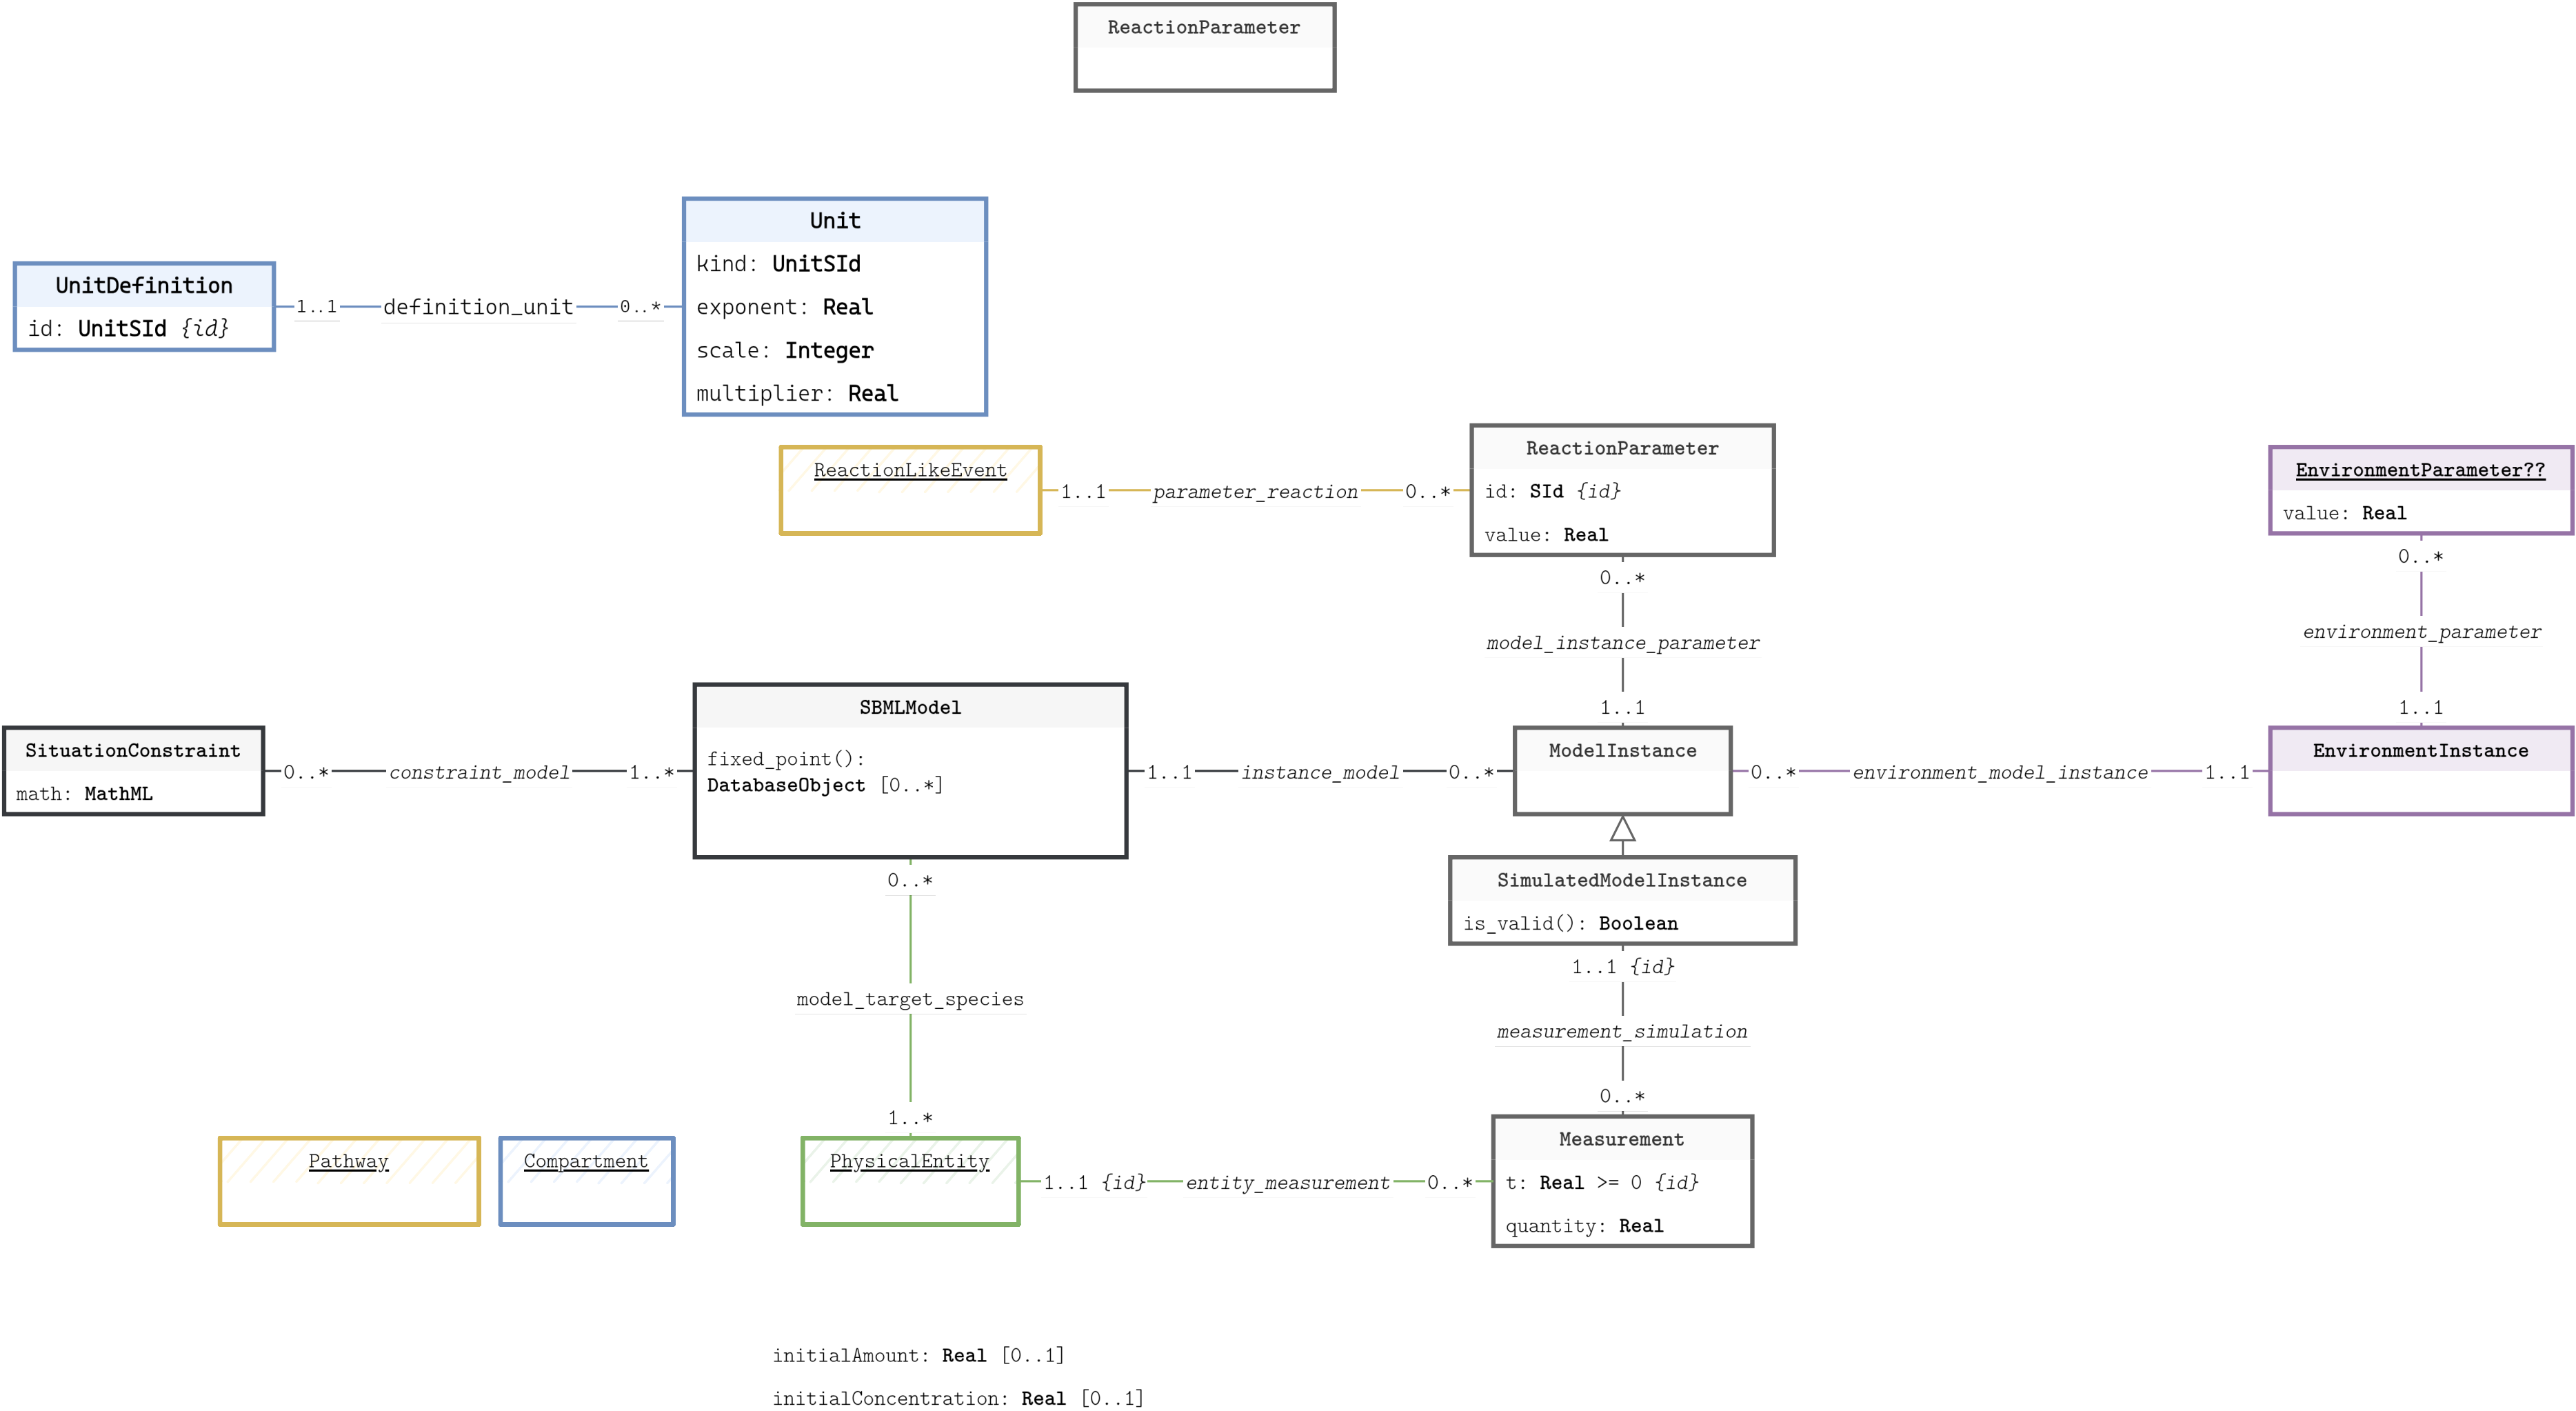 ReactionParameter
Unit
kind: UnitSId
exponent: Real
scale: Integer
multiplier: Real
UnitDefinition
id: UnitSId {id}
1..1
definition_unit
0..*
ReactionLikeEvent
1..1
parameter_reaction
0..*
ReactionParameter
id: SId {id}
value: Real
EnvironmentParameter??
value: Real
0..*
model_instance_parameter
1..1
0..*
environment_parameter
1..1
SituationConstraint
math: MathML
0..*
constraint_model
1..*
SBMLModel
fixed_point():
DatabaseObject [0..*]
1..1
instance_model
0..*
ModelInstance
0..*
environment_model_instance
1..1
EnvironmentInstance
SimulatedModelInstance
is_valid(): Boolean
0..*
model_target_species
1..*
1..1 {id}
measurement_simulation
0..*
Pathway
Compartment
PhysicalEntity
1..1 {id}
entity_measurement
0..*
Measurement
t: Real >= 0 {id}
quantity: Real
initialAmount: Real [0..1]
initialConcentration: Real [0..1]